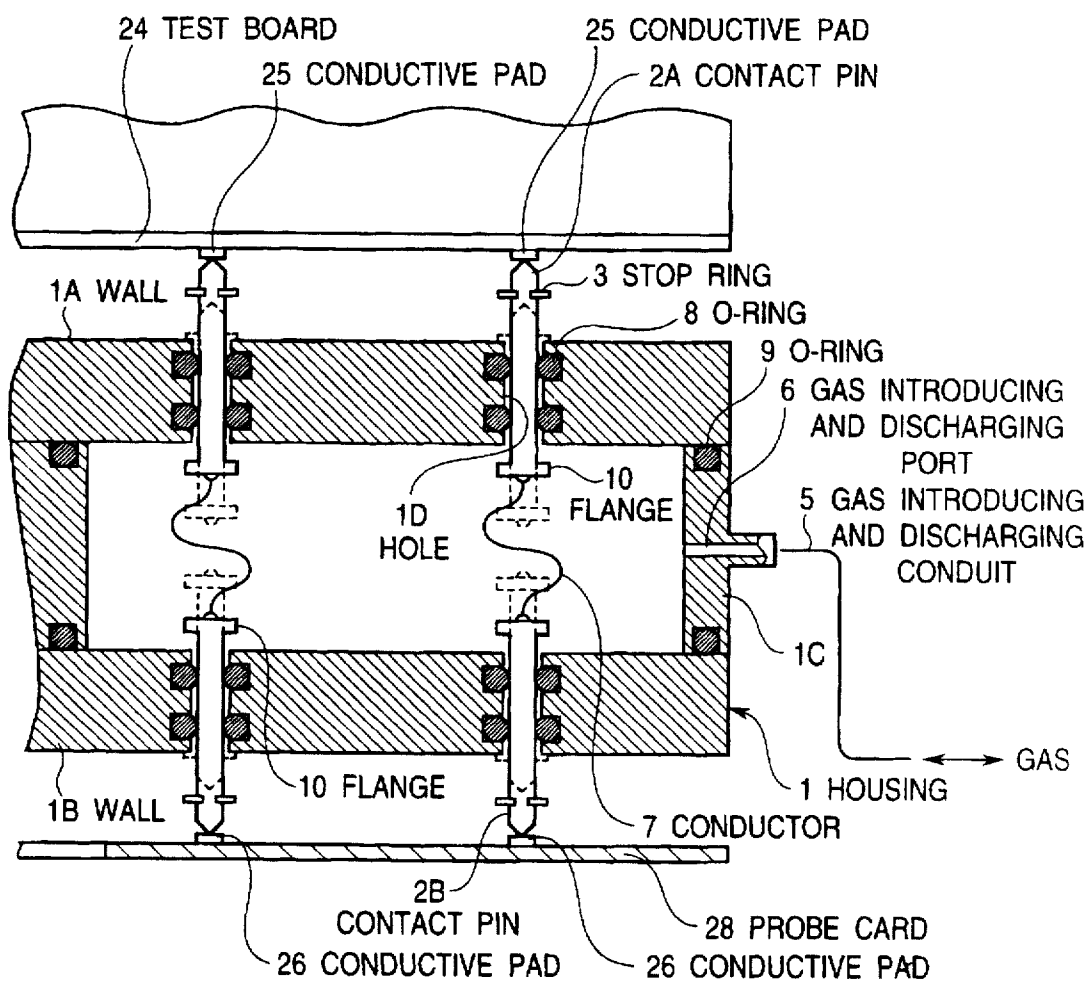 24 TEST BOARD
25 CONDUCTIVE PAD
25 CONDUCTIVE PAD
2A CONTACT PIN
3 STOP RING
1A WALL
8 O-RING
9 O-RING
6 GAS INTRODUCING
AND DISCHARGING
PORT
10
FLANGE
1D
HOLE
5 GAS INTRODUCING
AND DISCHARGING
CONDUIT
1C
GAS
10 FLANGE
1 HOUSING
1B WALL
7 CONDUCTOR
2B
CONTACT PIN
28 PROBE CARD
26 CONDUCTIVE PAD
26 CONDUCTIVE PAD